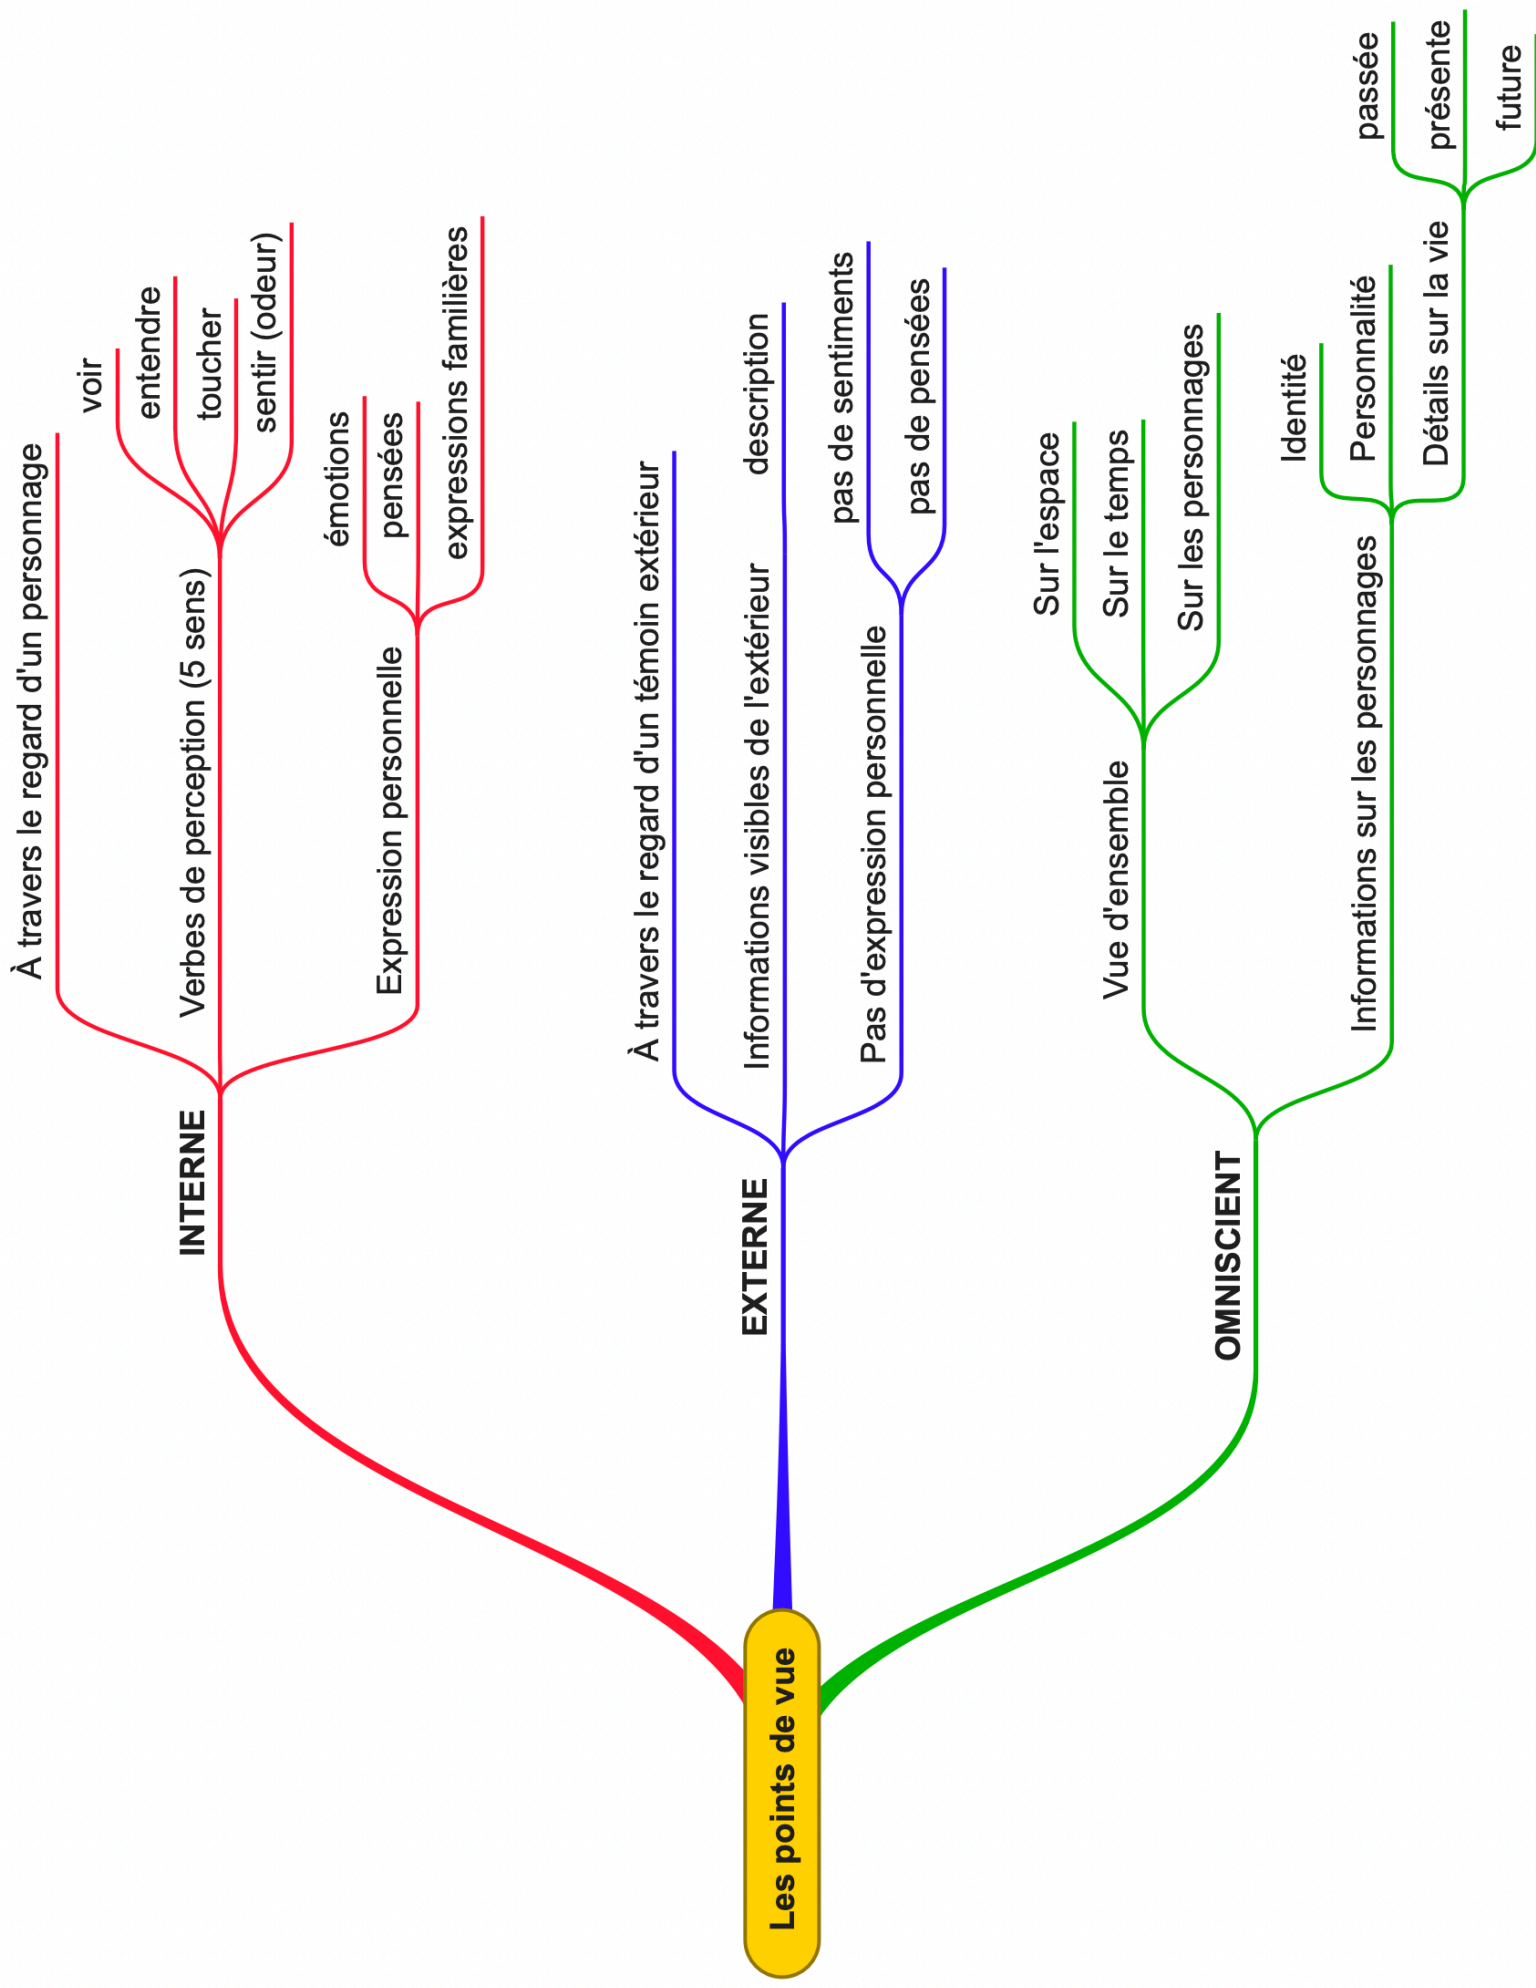 Les points de vue
INTERNE
À travers le regard d'un personnage
Verbes de perception (5 sens)
voir
entendre
toucher
sentir (odeur)
Expression personnelle
émotions
pensées
expressions familières
EXTERNE
À travers le regard d'un témoin extérieur
Informations visibles de l'extérieur
description
Pas d'expression personnelle
pas de sentiments
pas de pensées
OMNISCIENT
Vue d'ensemble
Sur l'espace
Sur le temps
Sur les personnages
Informations sur les personnages
Identité
Personnalité
Détails sur la vie
passée
présente
future